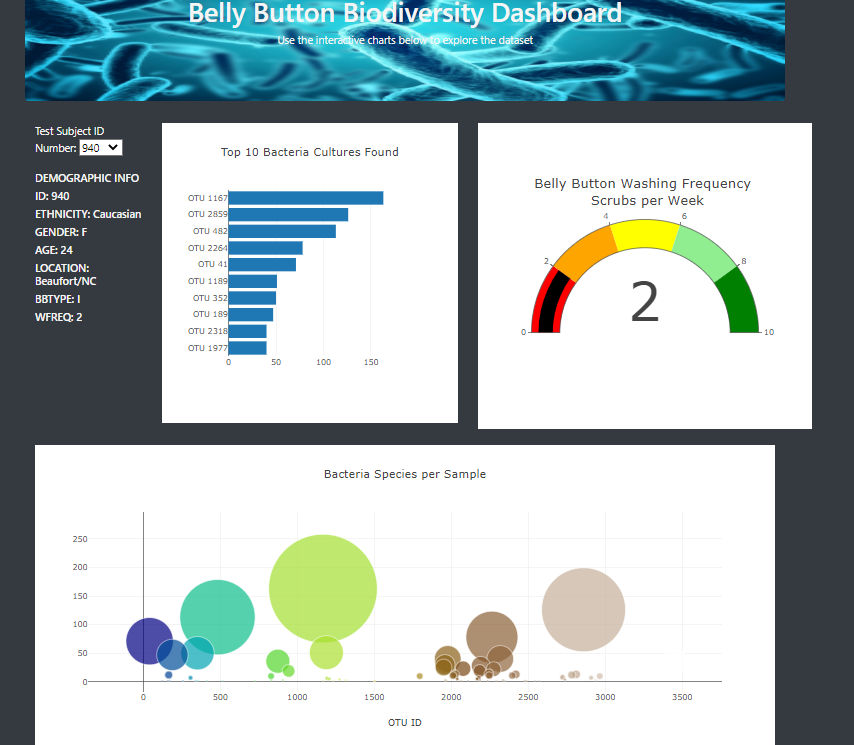 Belly Button Biodiversity Dashboard
Use the interactive charts below to explore the dataset
Test Subject ID
Number: 940
DEMOGRAPHIC INFO
ID: 940
ETHNICITY: Caucasian
GENDER: F
AGE: 24
LOCATION:
Beaufort/NC
BBTYPE: I
WFREQ: 2
Top 10 Bacteria Cultures Found
OTU 1167
OTU 2859
OTU 482
OTU 2264
OTU 41
OTU 1189
OTU 352
OTU 189
OTU 2318
OTU 1977
0 50 100 150
Belly Button Washing Frequency
Scrubs per Week
4 6
2 8
2
0 10
Bacteria Species per Sample
250
200
150
100
50
0
0 500 1000 1500 2000 2500 3000 3500
OTU ID